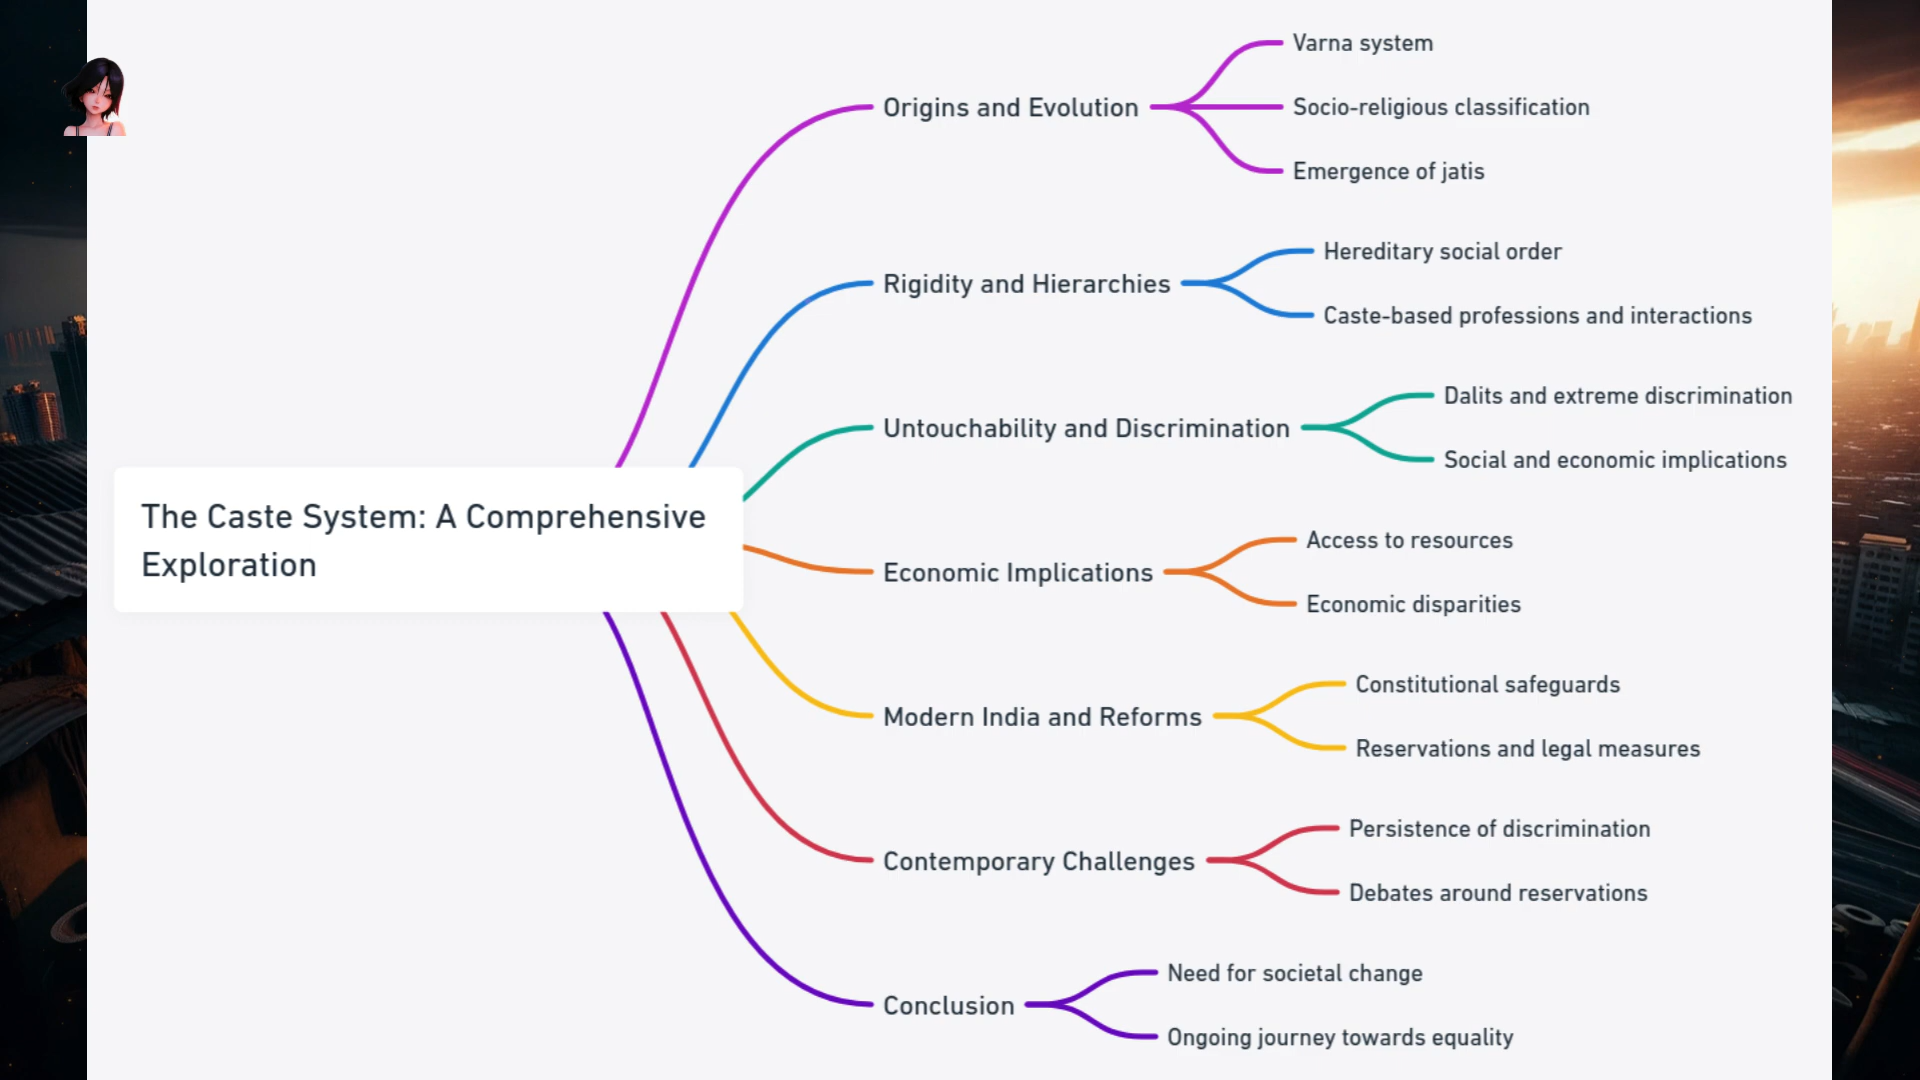 The Caste System: A Comprehensive
Exploration
Origins and Evolution
Varna system
Socio-religious classification
Emergence of jatis
Rigidity and Hierarchies
Hereditary social order
Caste-based professions and interactions
Untouchability and Discrimination
Dalits and extreme discrimination
Social and economic implications
Economic Implications
Access to resources
Economic disparities
Modern India and Reforms
Constitutional safeguards
Reservations and legal measures
Contemporary Challenges
Persistence of discrimination
Debates around reservations
Conclusion
Need for societal change
Ongoing journey towards equality